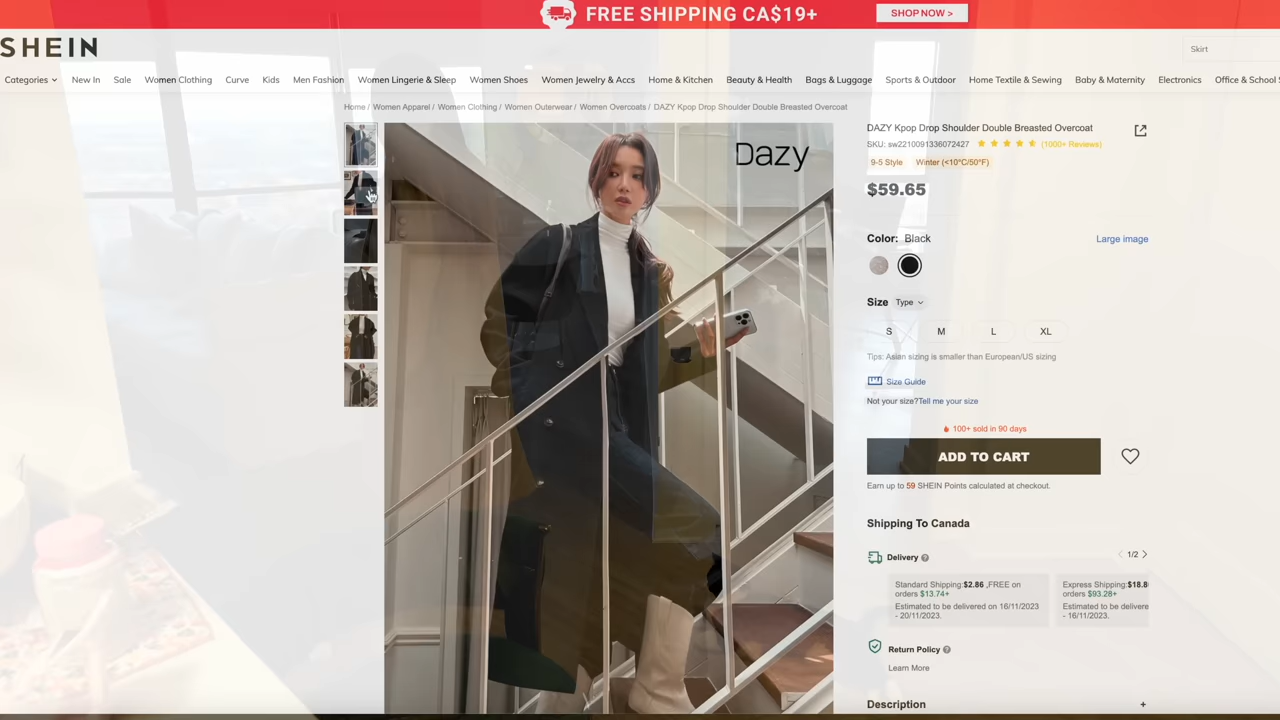 FREE SHIPPING CA$19+
SHOP NOW >
SHEIN
Skirt
Categories
New In
Sale
Women Clothing
Curve
Kids
Men Fashion
Women Lingerie & Sleep
Women Shoes
Women Jewelry & Accs
Home & Kitchen
Beauty & Health
Bags & Luggage
Sports & Outdoor
Home Textile & Sewing
Baby & Maternity
Electronics
Office & School
Home / Women Apparel / Women Clothing / Women Outerwear / Women Overcoats / DAZY Kpop Drop Shoulder Double Breasted Overcoat
Dazy
DAZY Kpop Drop Shoulder Double Breasted Overcoat
SKU: sw2210091336072427 (1000+ Reviews)
9-5 Style Winter (<10°C/50°F)
$59.65
Color: Black
Large image
Size Type
S M L XL
Tips: Asian sizing is smaller than European/US sizing
Size Guide
Not your size?Tell me your size
100+ sold in 90 days
ADD TO CART
Earn up to 59 SHEIN Points calculated at checkout.
Shipping To Canada
Delivery
1/2
Standard Shipping:$2.86 ,FREE on
orders $13.74+
Estimated to be delivered on 16/11/2023
- 20/11/2023.
Express Shipping:$18.8
orders $93.28+
Estimated to be delivere
- 16/11/2023.
Return Policy
Learn More
Description +